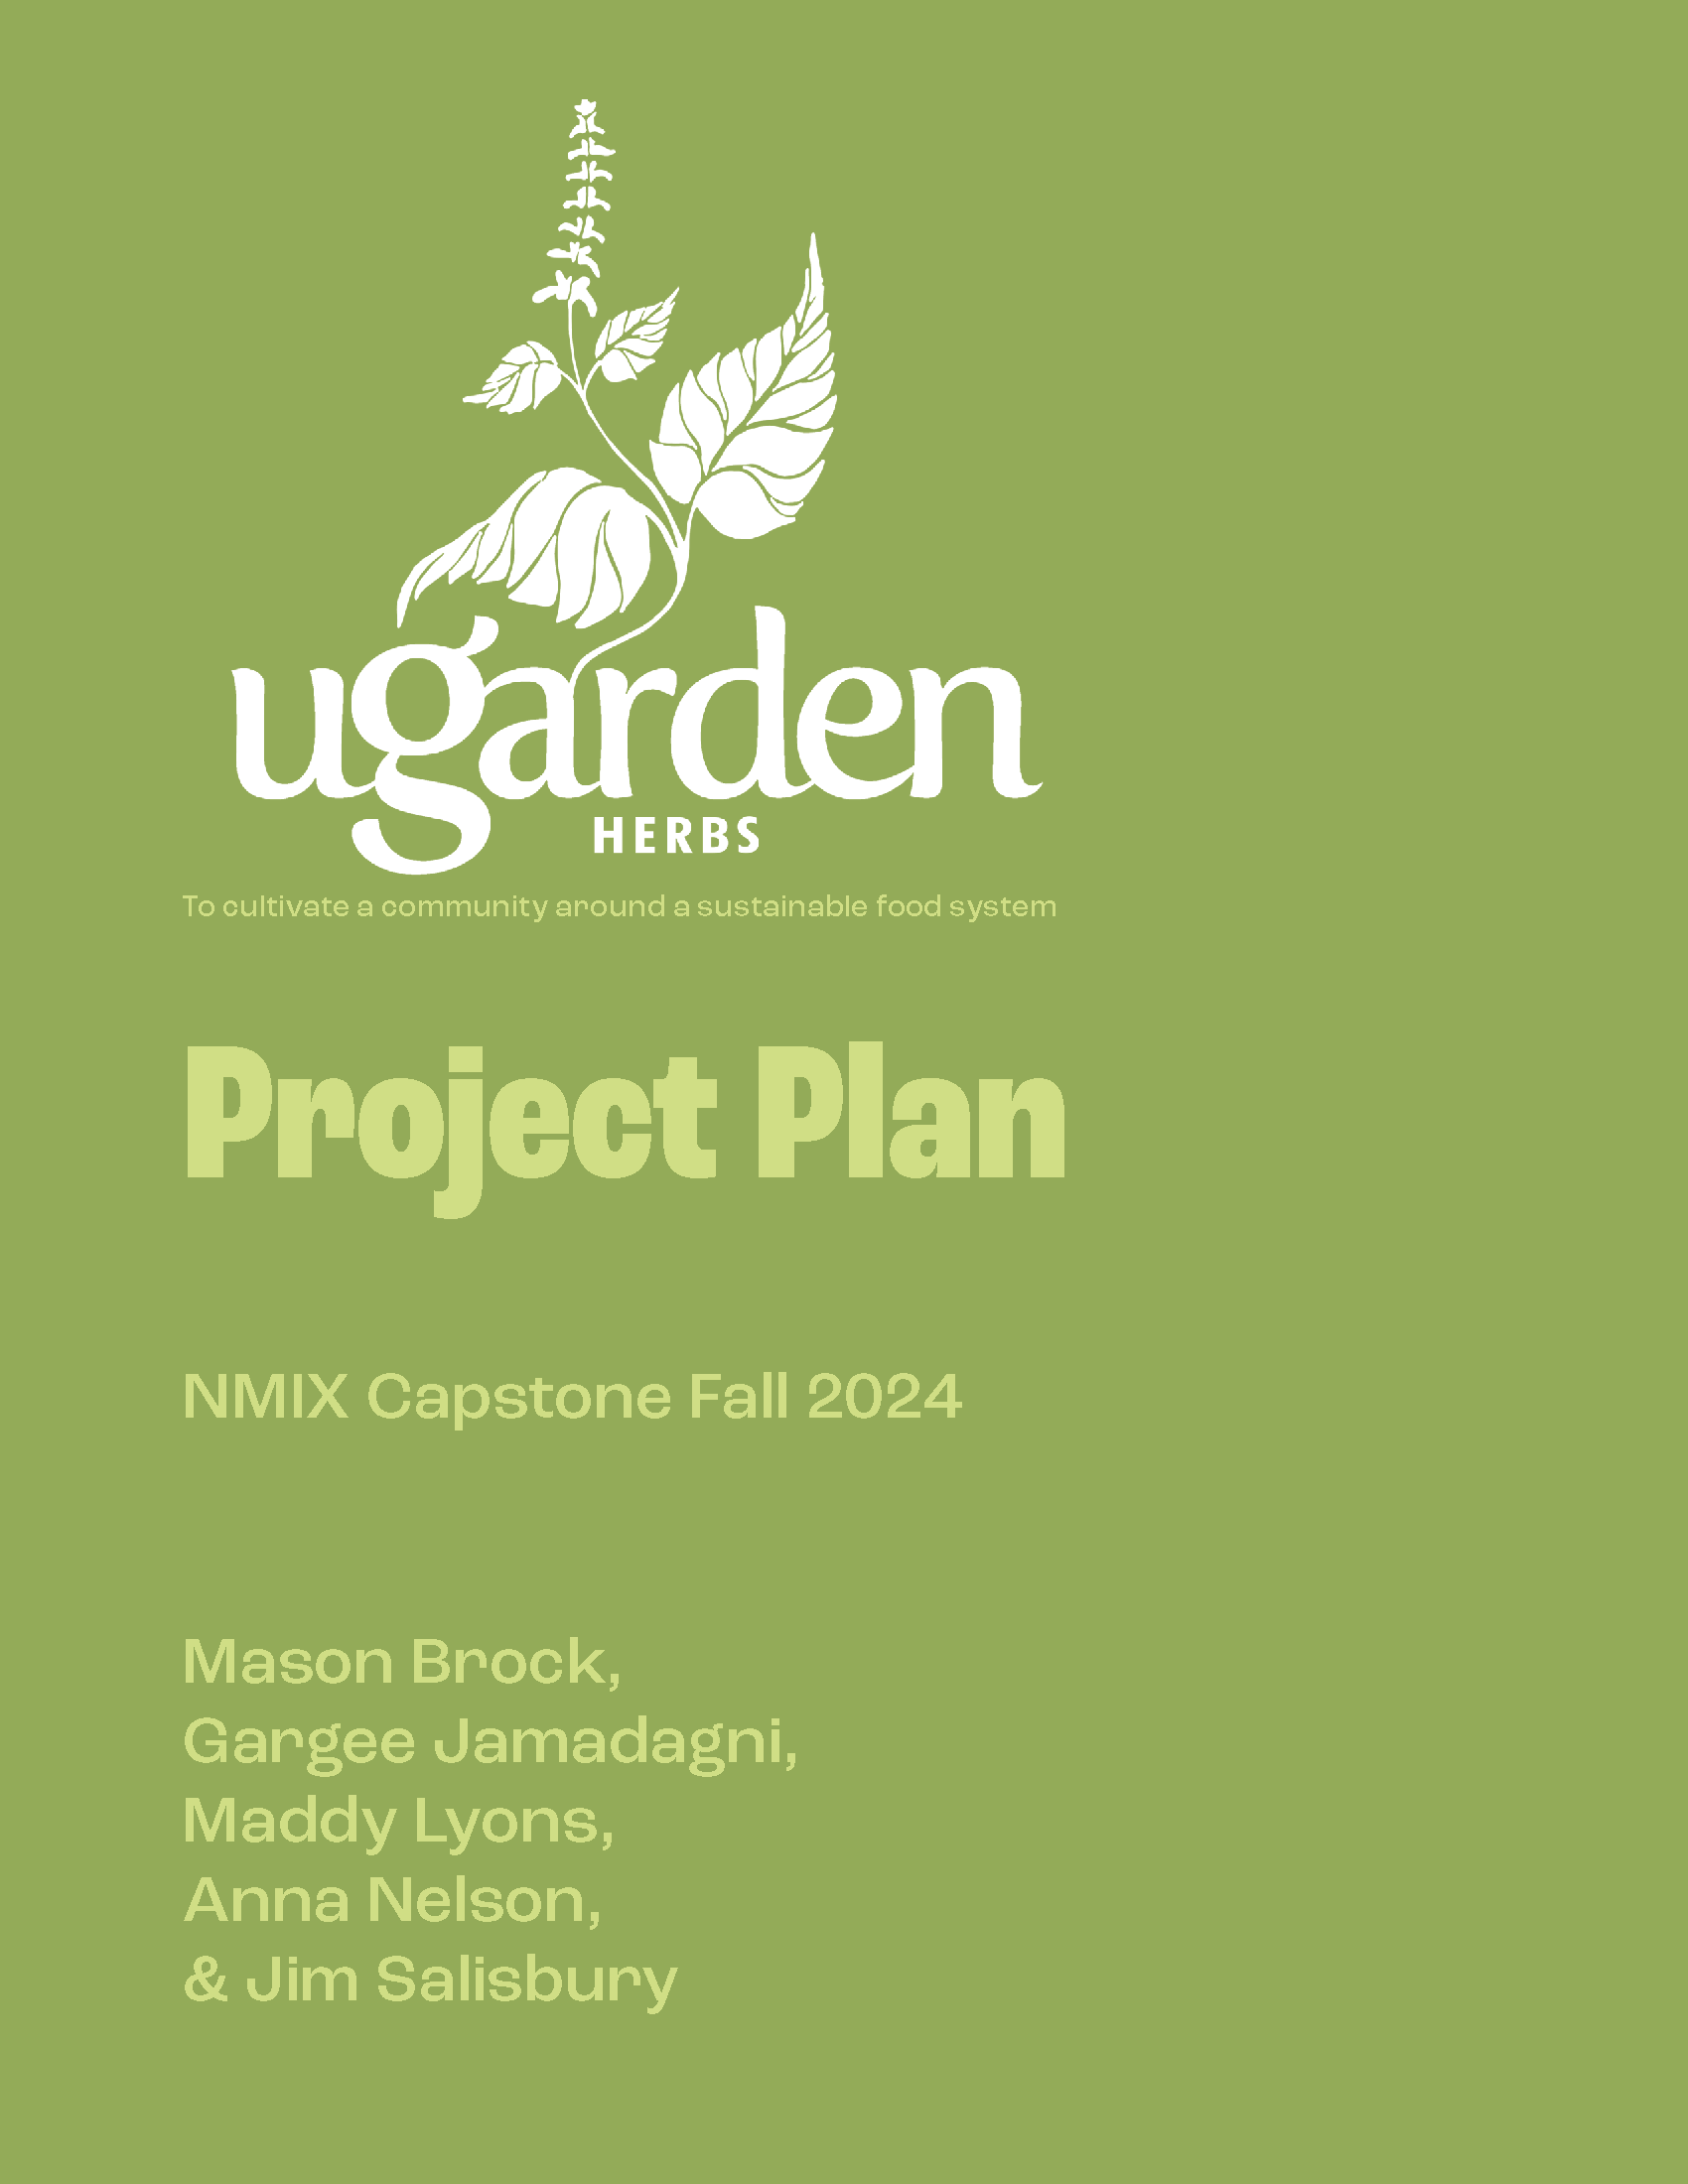 ugarden
HERBS
To cultivate a community around a sustainable food system
Project Plan
NMIX Capstone Fall 2024
Mason Brock,
Gargee Jamadagni,
Maddy Lyons,
Anna Nelson,
& Jim Salisbury